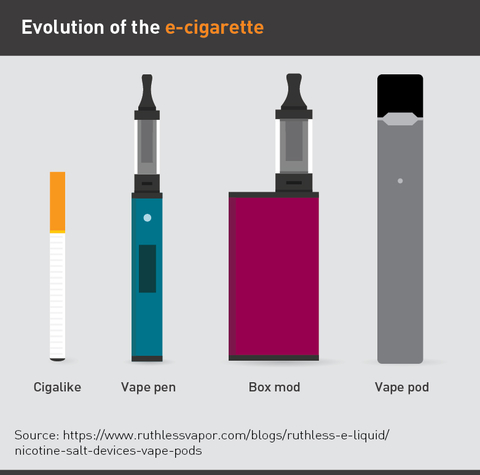 Evolution of the e-cigarette
Cigalike Vape pen Box mod Vape pod
Source: https://www.ruthlessvapor.com/blogs/ruthless-e-liquid/
nicotine-salt-devices-vape-pods